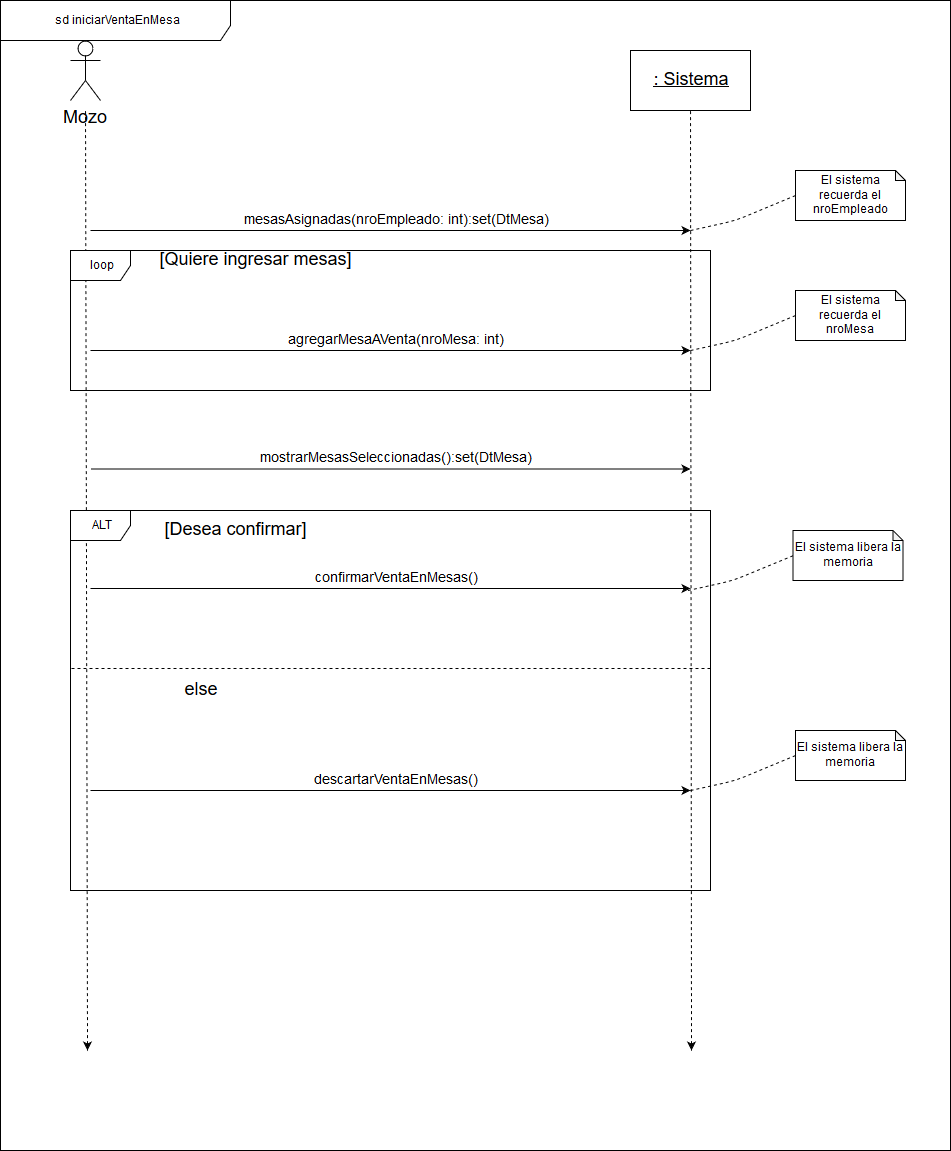 sd iniciarVentaEnMesa
Mozo
: Sistema
El sistema
recuerda el
nroEmpleado
mesasAsignadas(nroEmpleado: int):set(DtMesa)
loop
[Quiere ingresar mesas]
El sistema
recuerda el
nroMesa
agregarMesaAVenta(nroMesa: int)
mostrarMesasSeleccionadas():set(DtMesa)
ALT
[Desea confirmar]
El sistema libera la
memoria
confirmarVentaEnMesas()
else
El sistema libera la
memoria
descartarVentaEnMesas()